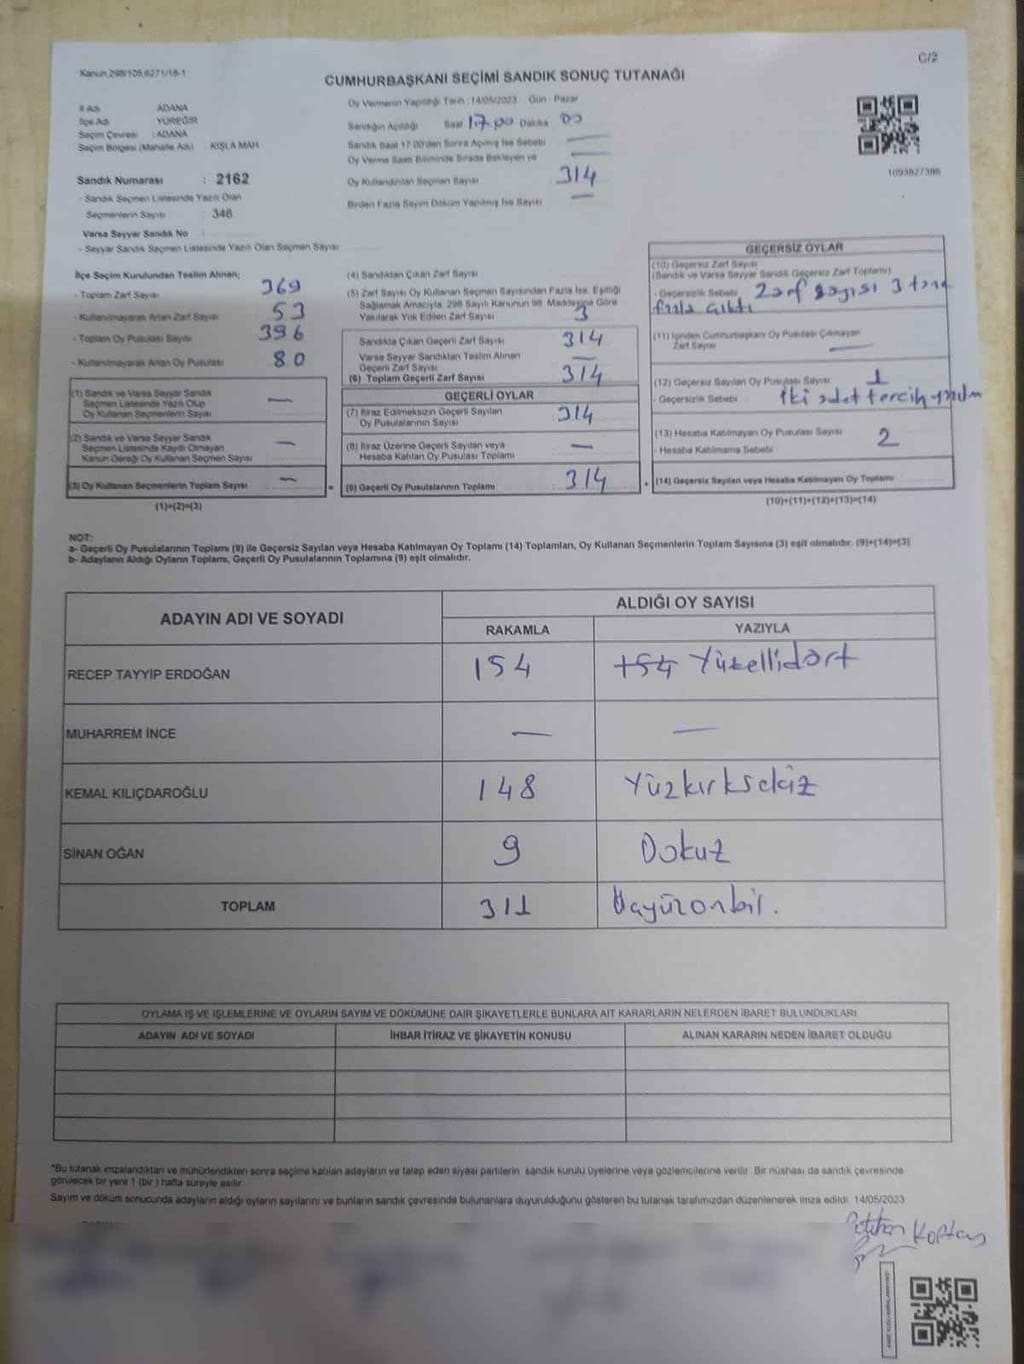 Kanun,298/105,6271/16-1
C/2
CUMHURBAŞKANI SEÇİMİ SANDIK SONUÇ TUTANAĞI
İl Adı ADANA
İlçe Adı YÜREĞİR
Seçim Çevresi : ADANA
Seçim Bölgesi (Mahalle Adı) : KIŞLA MAH.
Sandık Numarası : 2162
Sandık Seçmen Listesinde Yazılı Olan
Seçmenlerin Sayısı : 346
Varsa Seyyar Sandık No :
- Seyyar Sandık Seçmen Listesinde Yazılı Olan Seçmen Sayısı
Oy Vermenin Yapıldığı Tarih : 14/05/2023 Gün : Pazar
Sandığın Açıldığı Saat 17.00 Dakika 00
Sandık Saat 17.00'den Sonra Açılmış İse Sebebi —
Oy Verme Saati Bitiminde Sırada Bekleyen ve —
Oy Kullandırılan Seçmen Sayısı 314
Birden Fazla Sayım Döküm Yapılmış İse Sayısı —
1093827386
İlçe Seçim Kurulundan Teslim Alınan;
- Toplam Zarf Sayısı 369
- Kullanılmayarak Artan Zarf Sayısı 53
- Toplam Oy Pusulası Sayısı 396
- Kullanılmayarak Artan Oy Pusulası 80
(1) Sandık ve Varsa Seyyar Sandık
Seçmen Listesinde Yazılı Olup
Oy Kullanan Seçmenlerin Sayısı —
(2) Sandık ve Varsa Seyyar Sandık
Seçmen Listesinde Kayıtlı Olmayan
Kanun Gereği Oy Kullanan Seçmen Sayısı —
(3) Oy Kullanan Seçmenlerin Toplam Sayısı —
(1)+(2)=(3)
(4) Sandıktan Çıkan Zarf Sayısı
(5) Zarf Sayısı Oy Kullanan Seçmen Sayısından Fazla İse, Eşitliği
Sağlamak Amacıyla, 298 Sayılı Kanunun 98. Maddesine Göre
Yakılarak Yok Edilen Zarf Sayısı 3
Sandıkta Çıkan Geçerli Zarf Sayısı 314
Varsa Seyyar Sandıktan Teslim Alınan
Geçerli Zarf Sayısı —
(6) Toplam Geçerli Zarf Sayısı 314
GEÇERLİ OYLAR
(7) İtiraz Edilmeksizin Geçerli Sayılan
Oy Pusulasının Sayısı 314
(8) İtiraz Üzerine Geçerli Sayılan veya
Hesaba Katılan Oy Pusulası Toplamı —
(9) Geçerli Oy Pusulalarının Toplamı 314
GEÇERSİZ OYLAR
(10) Geçersiz Zarf Sayısı
(Sandık ve Varsa Seyyar Sandık Geçersiz Zarf Toplamı)
- Geçersizlik Sebebi Zarf sayısı 3 tane
fazla çıktı
(11) İçinden Cumhurbaşkanı Oy Pusulası Çıkmayan
Zarf Sayısı —
(12) Geçersiz Sayılan Oy Pusulası Sayısı 1
- Geçersizlik Sebebi İki adet tercih
(13) Hesaba Katılmayan Oy Pusulası Sayısı 2
- Hesaba Katılmama Sebebi
(14) Geçersiz Sayılan veya Hesaba Katılmayan Oy Toplamı
(10)+(11)+(12)+(13)=(14)
NOT:
a- Geçerli Oy Pusulalarının Toplamı (9) ile Geçersiz Sayılan veya Hesaba Katılmayan Oy Toplamı (14) Toplamları, Oy Kullanan Seçmenlerin Toplam Sayısına (3) eşit olmalıdır. (9)+(14)=(3)
b- Adayların Aldığı Oyların Toplamı, Geçerli Oy Pusulalarının Toplamına (9) eşit olmalıdır.
ADAYIN ADI VE SOYADI
ALDIĞI OY SAYISI
RAKAMLA YAZIYLA
RECEP TAYYİP ERDOĞAN 154 154 Yüzellidört
MUHARREM İNCE — —
KEMAL KILIÇDAROĞLU 148 Yüzkırksekiz
SİNAN OĞAN 9 Dokuz
TOPLAM 311 Üçyüzonbir.
OYLAMA İŞ VE İŞLEMLERİNE VE OYLARIN SAYIM VE DÖKÜMÜNE DAİR ŞİKAYETLERLE BUNLARA AİT KARARLARIN NELERDEN İBARET BULUNDUKLARI
ADAYIN ADI VE SOYADI İHBAR İTİRAZ VE ŞİKAYETİN KONUSU ALINAN KARARIN NEDEN İBARET OLDUĞU
*Bu tutanak imzalandıktan ve mühürlendikten sonra seçime katılan adayların ve talep eden siyasi partilerin, sandık kurulu üyelerine veya gözlemcilerine verilir. Bir nüshası da sandık çevresinde
görülecek bir yere 1 (bir) hafta süreyle asılır.
Sayım ve döküm sonucunda adayların aldığı oyların sayılarını ve bunların sandık çevresinde bulunanlara duyurulduğunu gösteren bu tutanak tarafımızdan düzenlenerek imza edildi. 14/05/2023